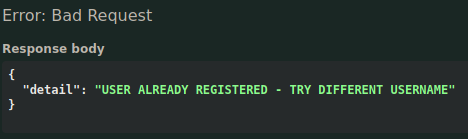 Error: Bad Request
Response body
{
"detail": "USER ALREADY REGISTERED - TRY DIFFERENT USERNAME"
}